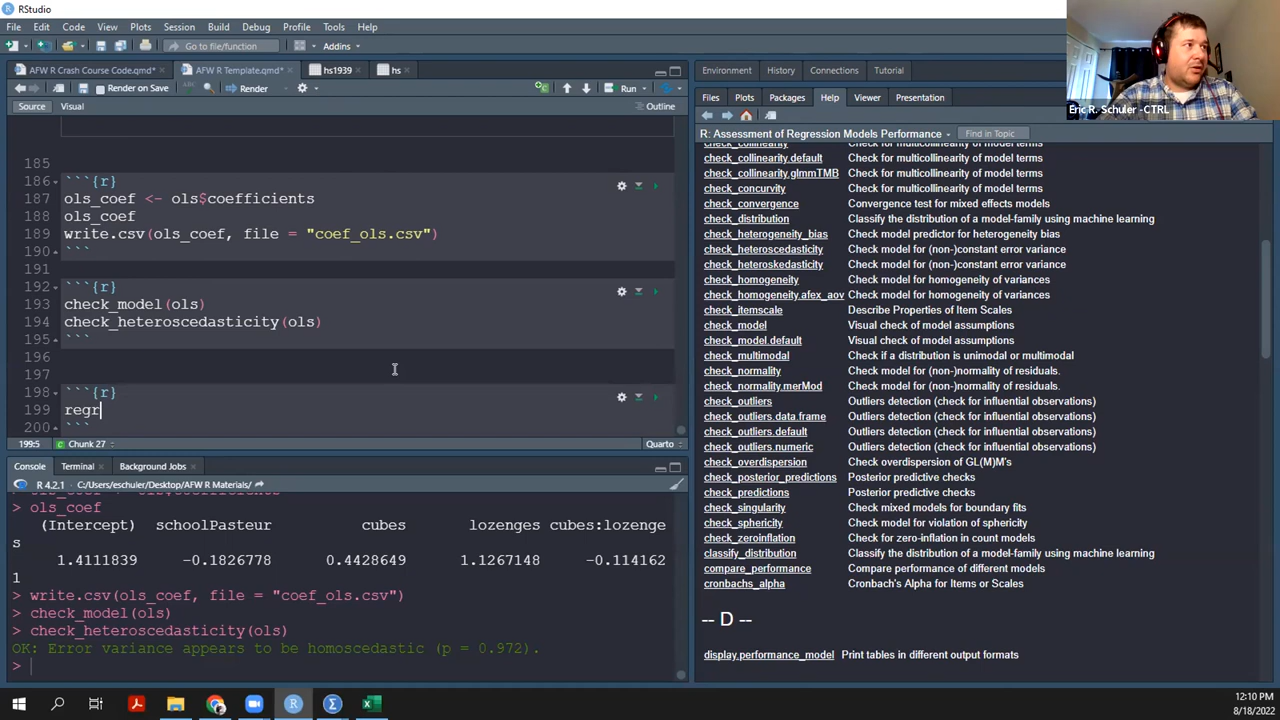 RStudio
File Edit Code View Plots Session Build Debug Profile Tools Help
Go to file/function
Addins
AFW R Crash Course Code.qmd*
AFW R Template.qmd*
hs1939
hs
Render on Save
Render
Run
Source
Visual
Outline
185
186 ```{r}
187 ols_coef <- ols$coefficients
188 ols_coef
189 write.csv(ols_coef, file = "coef_ols.csv")
190 ```
191
192 ```{r}
193 check_model(ols)
194 check_heteroscedasticity(ols)
195 ```
196
197
198 ```{r}
199 regr
200 ```
199:5 Chunk 27
Quarto
Console Terminal Background Jobs
R 4.2.1 · C:/Users/eschuler/Desktop/AFW R Materials/
> ols_coef
(Intercept) schoolPasteur cubes lozenges cubes:lozenge
s
1.4111839 -0.1826778 0.4428649 1.1267148 -0.114162
1
> write.csv(ols_coef, file = "coef_ols.csv")
> check_model(ols)
> check_heteroscedasticity(ols)
OK: Error variance appears to be homoscedastic (p = 0.972).
>
Environment History Connections Tutorial
Files Plots Packages Help Viewer Presentation
R: Assessment of Regression Models Performance
Find in Topic
check_collinearity Check for multicollinearity of model terms
check_collinearity.default Check for multicollinearity of model terms
check_collinearity.glmmTMB Check for multicollinearity of model terms
check_concurvity Check for multicollinearity of model terms
check_convergence Convergence test for mixed effects models
check_distribution Classify the distribution of a model-family using machine learning
check_heterogeneity_bias Check model predictor for heterogeneity bias
check_heteroscedasticity Check model for (non-)constant error variance
check_heteroskedasticity Check model for (non-)constant error variance
check_homogeneity Check model for homogeneity of variances
check_homogeneity.afex_aov Check model for homogeneity of variances
check_itemscale Describe Properties of Item Scales
check_model Visual check of model assumptions
check_model.default Visual check of model assumptions
check_multimodal Check if a distribution is unimodal or multimodal
check_normality Check model for (non-)normality of residuals.
check_normality.merMod Check model for (non-)normality of residuals.
check_outliers Outliers detection (check for influential observations)
check_outliers.data.frame Outliers detection (check for influential observations)
check_outliers.default Outliers detection (check for influential observations)
check_outliers.numeric Outliers detection (check for influential observations)
check_overdispersion Check overdispersion of GL(M)M's
check_posterior_predictions Posterior predictive checks
check_predictions Posterior predictive checks
check_singularity Check mixed models for boundary fits
check_sphericity Check model for violation of sphericity
check_zeroinflation Check for zero-inflation in count models
classify_distribution Classify the distribution of a model-family using machine learning
compare_performance Compare performance of different models
cronbachs_alpha Cronbach's Alpha for Items or Scales
-- D --
display.performance_model Print tables in different output formats
Eric R. Schuler -CTRL
12:10 PM
8/18/2022